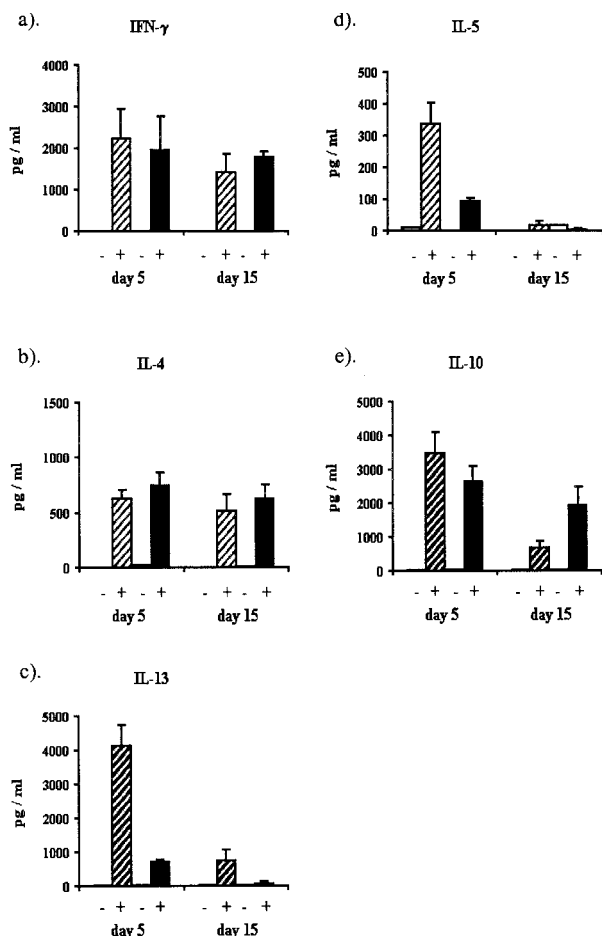 a).
IFN-γ
pg / ml
4000
3000
2000
1000
0
- + - + - + - +
day 5 day 15
b).
IL-4
pg / ml
1500
1000
500
0
- + - + - + - +
day 5 day 15
c).
IL-13
pg / ml
5000
4000
3000
2000
1000
0
- + - + - + - +
day 5 day 15
d).
IL-5
pg / ml
500
400
300
200
100
0
- + - + - + - +
day 5 day 15
e).
IL-10
pg / ml
5000
4000
3000
2000
1000
0
- + - + - + - +
day 5 day 15